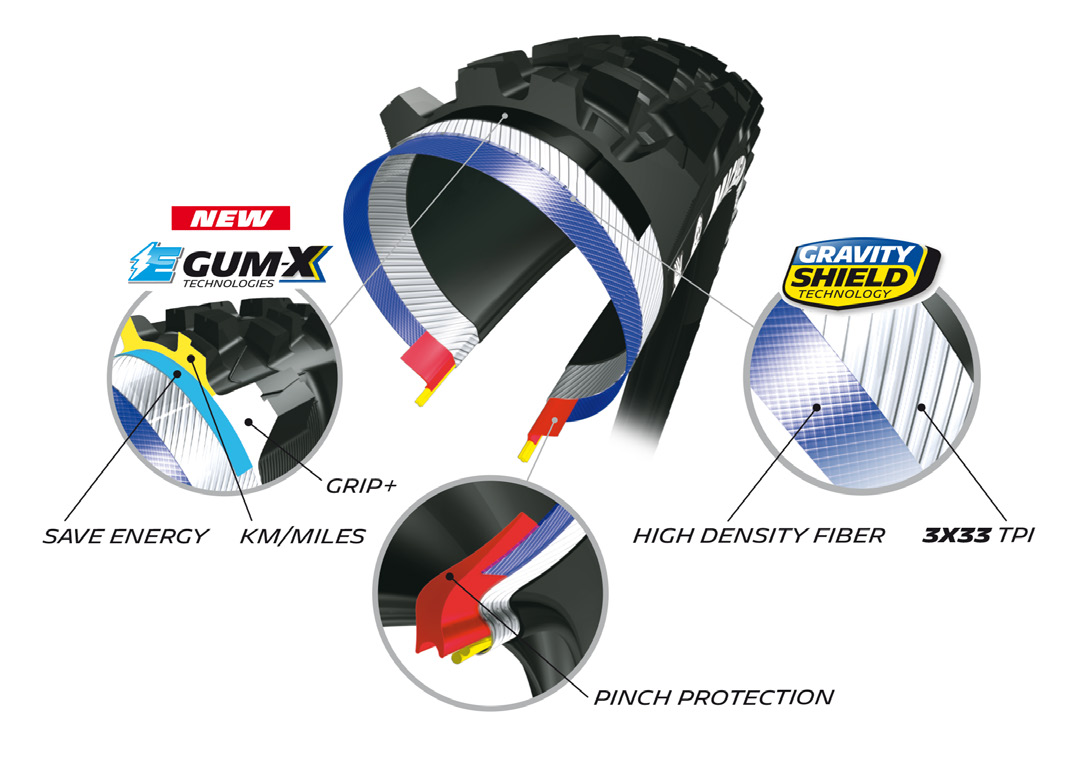 NEW
E GUM-X
TECHNOLOGIES
GRAVITY
SHIELD
TECHNOLOGY
GRIP+
SAVE ENERGY
KM/MILES
HIGH DENSITY FIBER
3X33 TPI
PINCH PROTECTION